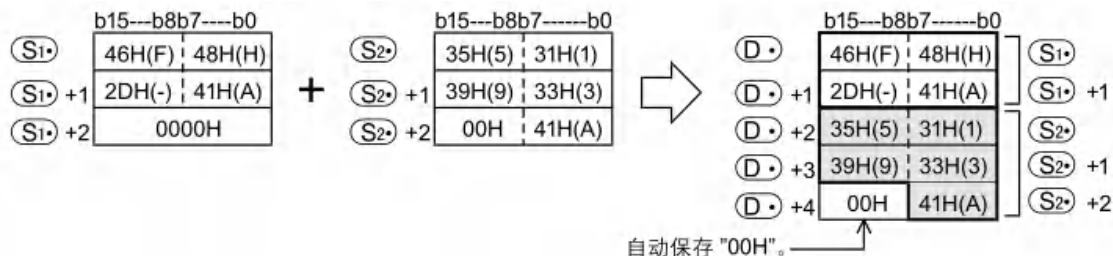 b15---b8b7----b0 b15---b8b7------b0 b15---b8b7-------b0
S1• 46H(F) 48H(H) S2• 35H(5) 31H(1) D• 46H(F) 48H(H) S1•
S1• +1 2DH(-) 41H(A) + S2• +1 39H(9) 33H(3) D• +1 2DH(-) 41H(A) S1• +1
S1• +2 0000H S2• +2 00H 41H(A) D• +2 35H(5) 31H(1) S2•
D• +3 39H(9) 33H(3) S2• +1
D• +4 00H 41H(A) S2• +2
自动保存 "00H"。